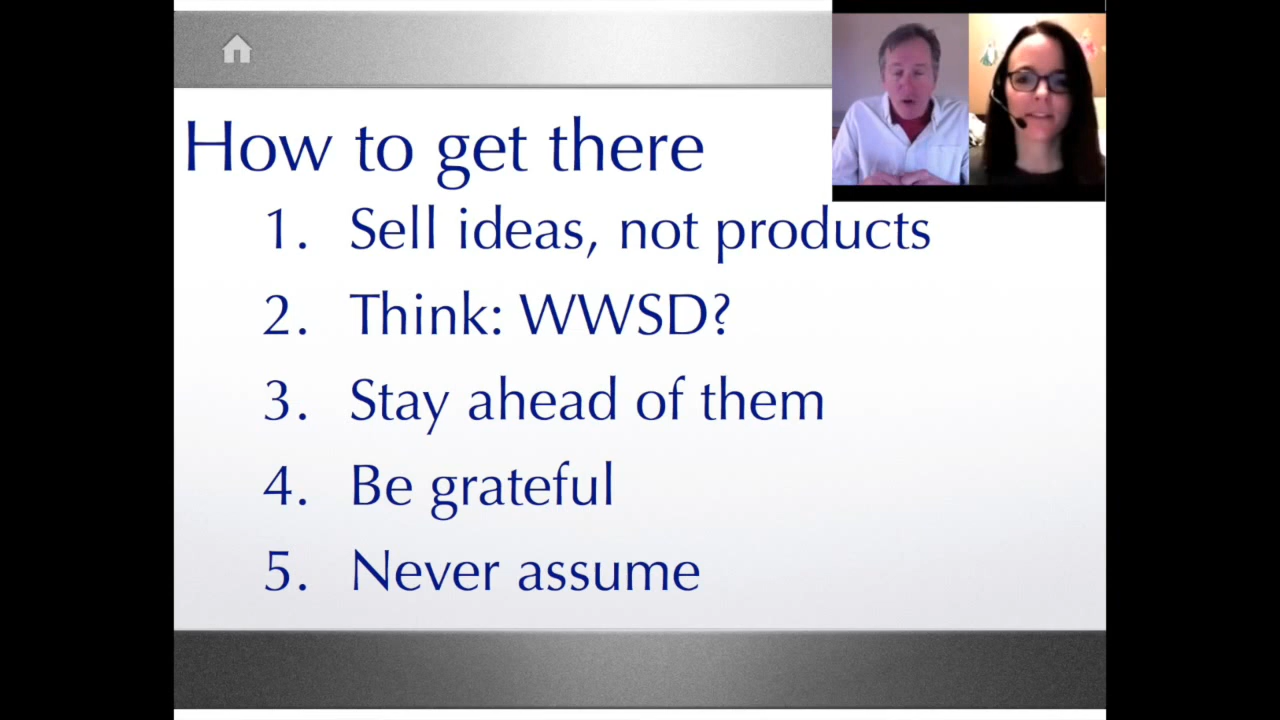 How to get there
1. Sell ideas, not products
2. Think: WWSD?
3. Stay ahead of them
4. Be grateful
5. Never assume